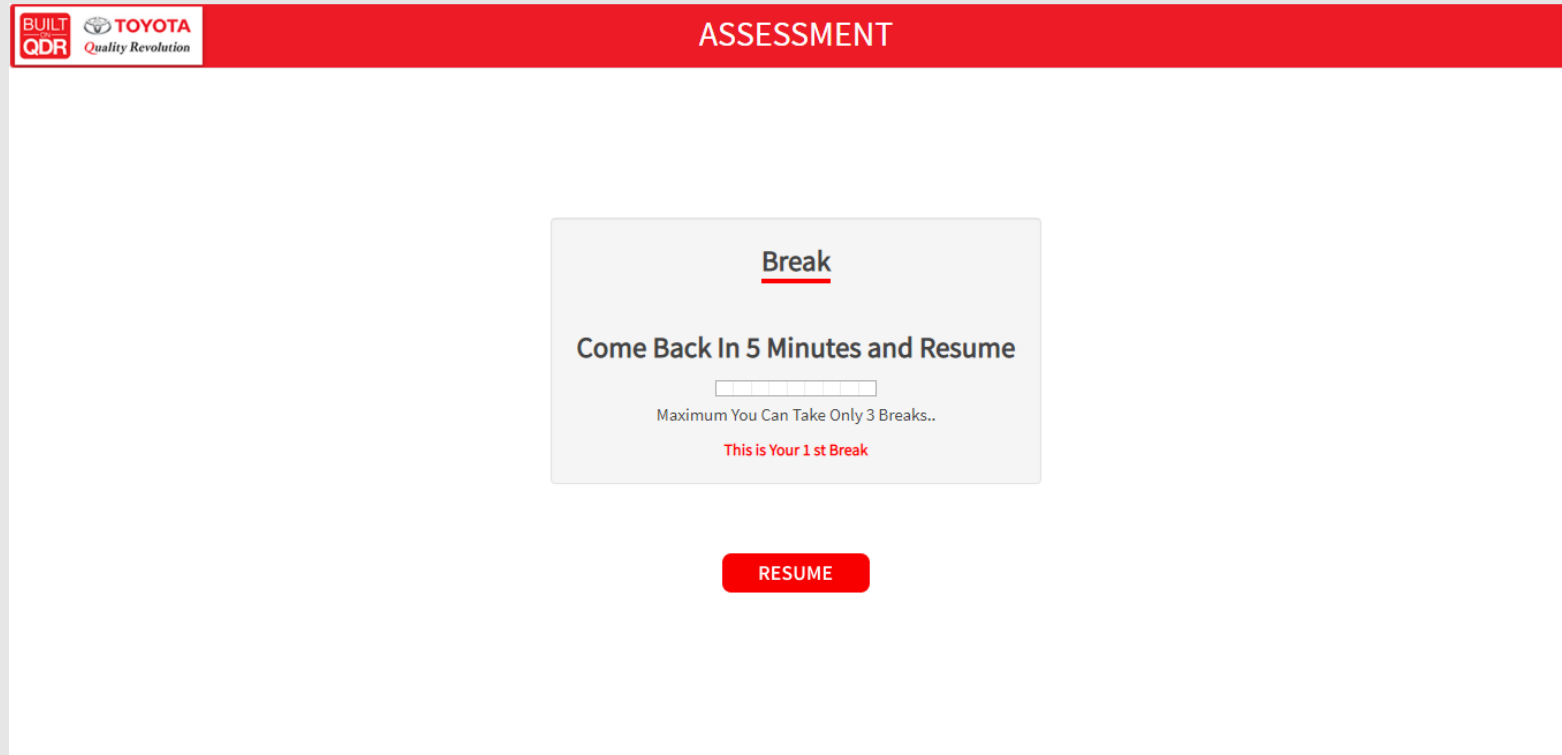 BUILT
ON
QDR
TOYOTA
Quality Revolution
ASSESSMENT
Break
Come Back In 5 Minutes and Resume
Maximum You Can Take Only 3 Breaks..
This is Your 1 st Break
RESUME